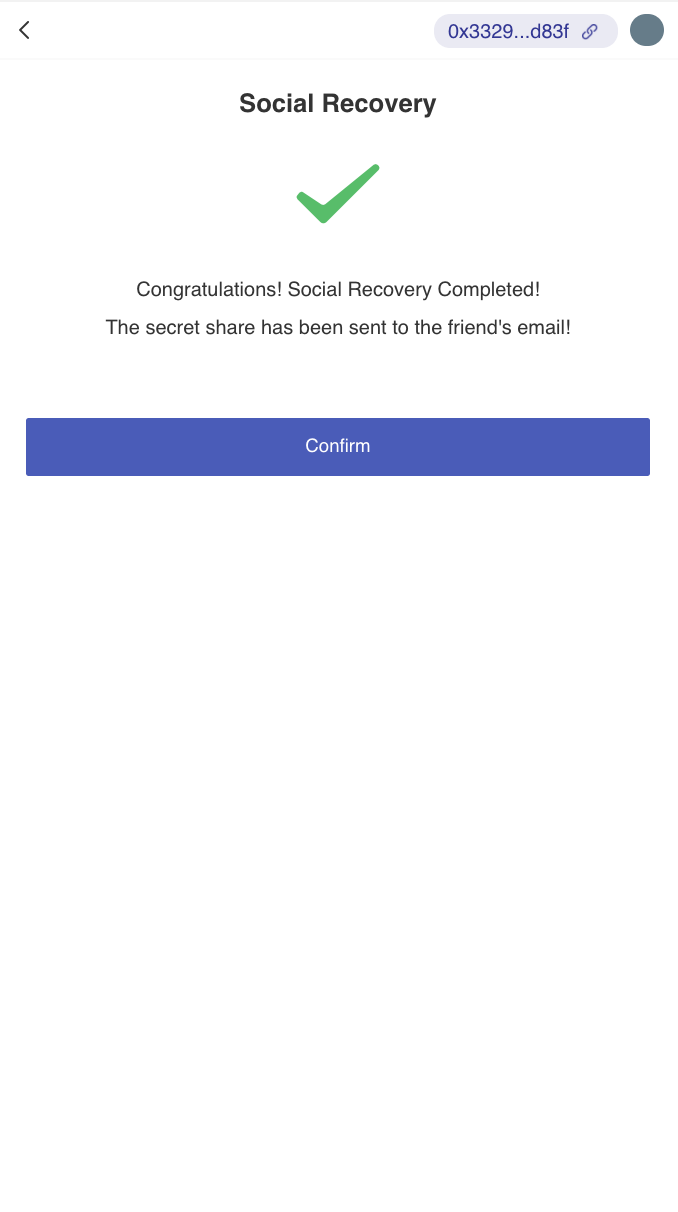 0x3329...d83f
Social Recovery
Congratulations! Social Recovery Completed!
The secret share has been sent to the friend's email!
Confirm